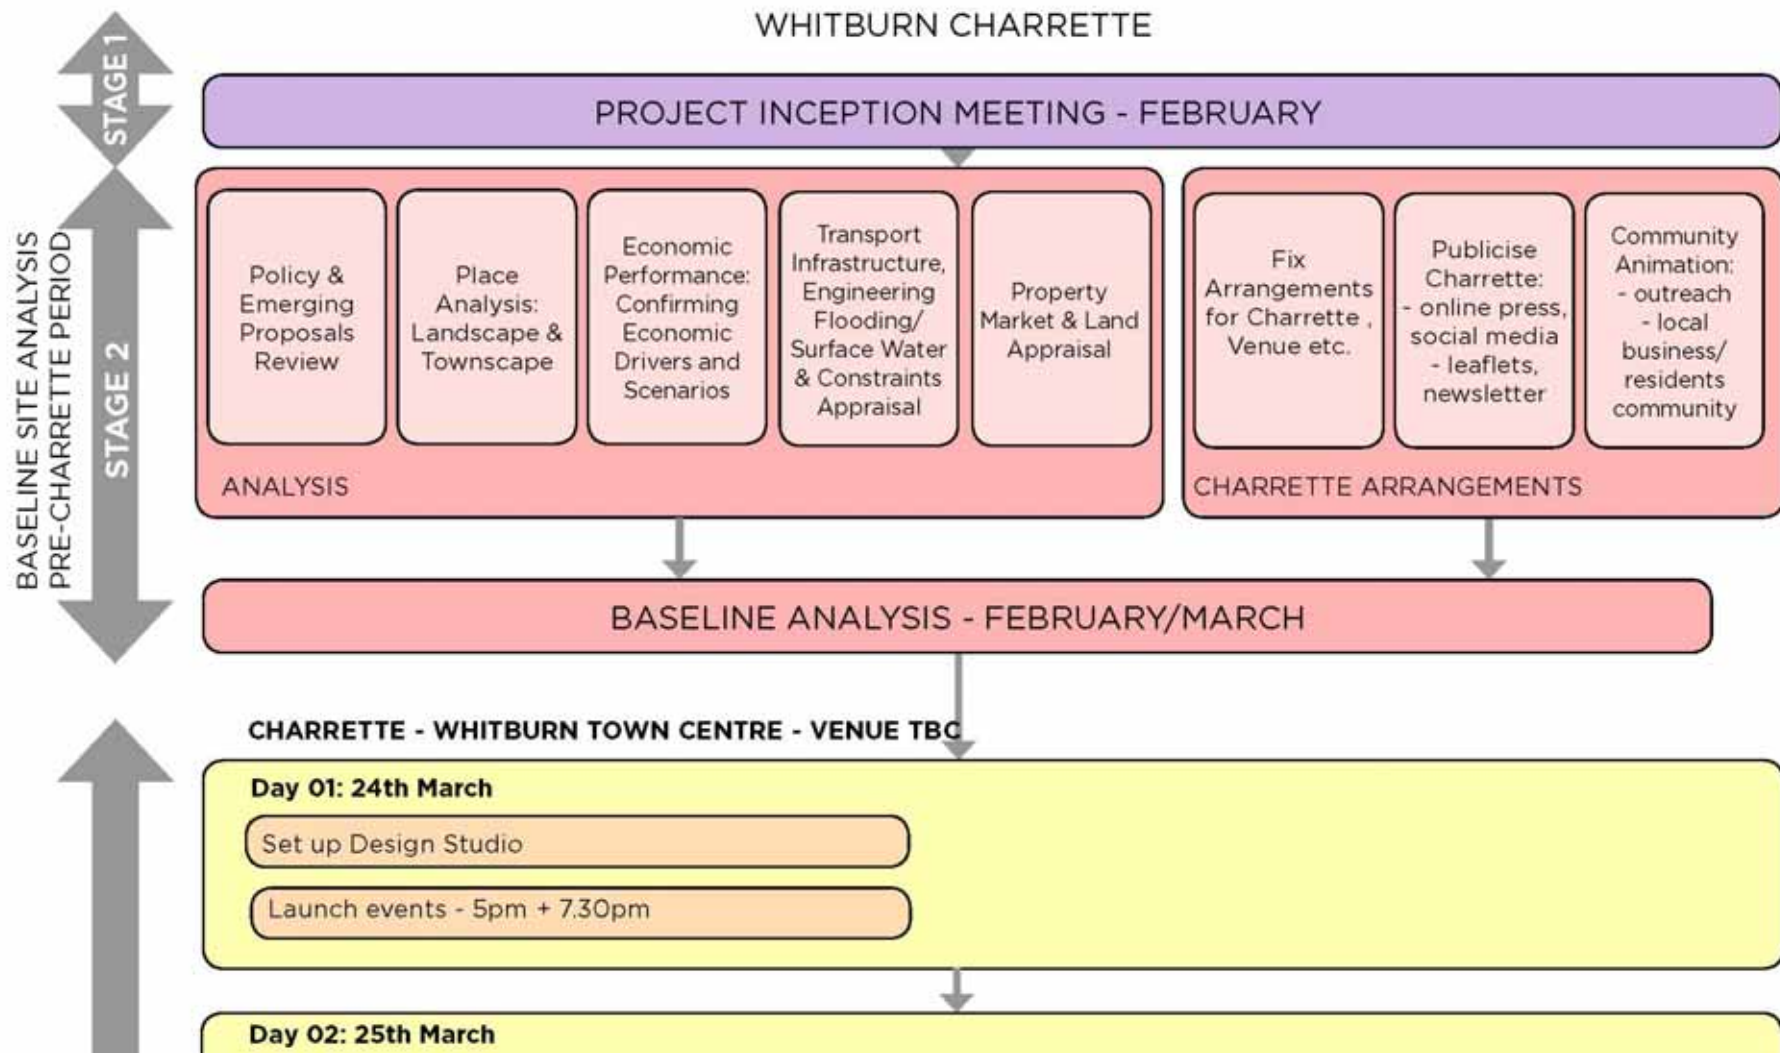 WHITBURN CHARRETTE
STAGE 1
PROJECT INCEPTION MEETING - FEBRUARY
BASELINE SITE ANALYSIS
PRE-CHARRETTE PERIOD
STAGE 2
Policy &
Emerging
Proposals
Review
Place
Analysis:
Landscape &
Townscape
Economic
Performance:
Confirming
Economic
Drivers and
Scenarios
Transport
Infrastructure,
Engineering
Flooding/
Surface Water
& Constraints
Appraisal
Property
Market & Land
Appraisal
ANALYSIS
Fix
Arrangements
for Charrette ,
Venue etc.
Publicise
Charrette:
- online press,
social media
- leaflets,
newsletter
Community
Animation:
- outreach
- local
business/
residents
community
CHARRETTE ARRANGEMENTS
BASELINE ANALYSIS - FEBRUARY/MARCH
CHARRETTE - WHITBURN TOWN CENTRE - VENUE TBC
Day 01: 24th March
Set up Design Studio
Launch events - 5pm + 7.30pm
Day 02: 25th March